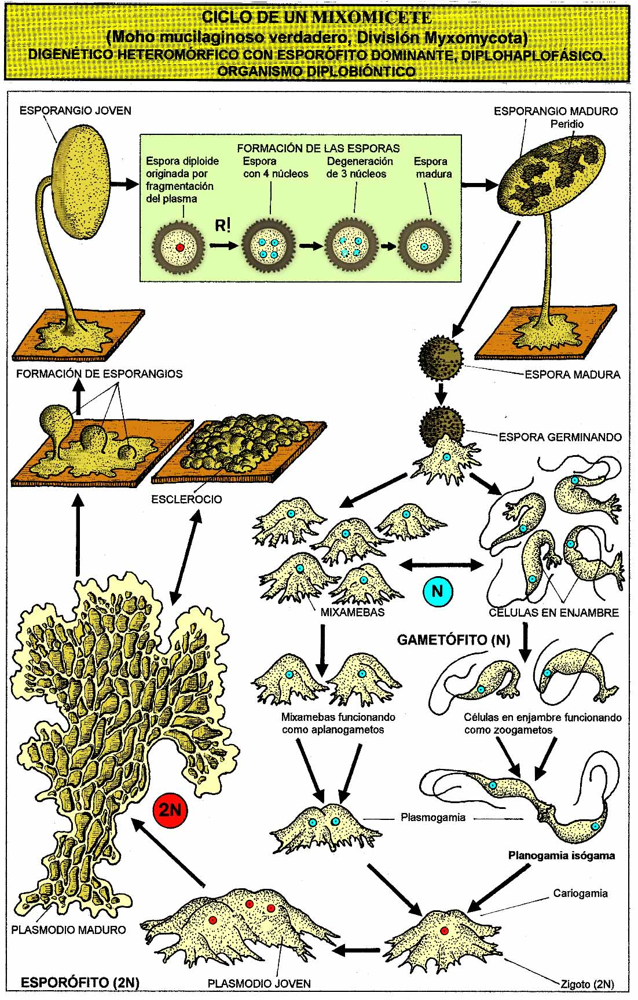 CICLO DE UN MIXOMICETE
(Moho mucilaginoso verdadero, División Myxomycota)
DIGENÉTICO HETEROMÓRFICO CON ESPORÓFITO DOMINANTE, DIPLOHAPLOFÁSICO.
ORGANISMO DIPLOBIÓNTICO
ESPORANGIO JOVEN
ESPORANGIO MADURO
Peridio
FORMACIÓN DE LAS ESPORAS
Espora diploide
originada por
fragmentación
del plasma
Espora
con 4 núcleos
Degeneración
de 3 núcleos
Espora
madura
R!
FORMACIÓN DE ESPORANGIOS
ESPORA MADURA
ESPORA GERMINANDO
ESCLEROCIO
N
MIXAMEBAS
CÉLULAS EN ENJAMBRE
GAMETÓFITO (N)
Mixamebas funcionando
como aplanogametos
Células en enjambre funcionando
como zoogametos
2N
Plasmogamia
Planogamia isógama
Cariogamia
PLASMODIO MADURO
ESPORÓFITO (2N)
PLASMODIO JOVEN
Zigoto (2N)